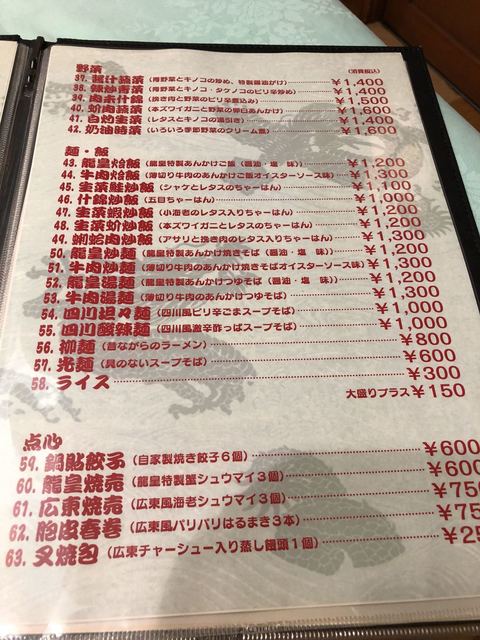 野菜 (消費税込)
37. 醤汁蔬菜 (青野菜とキノコの炒め、特製醤油がけ) ¥1,400
38. 辣炒青菜 (青野菜とキノコ・タケノコのピリ辛炒め) ¥1,400
39. 肉末什錦 (挽き肉と野菜のピリ辛煮込み) ¥1,500
40. 蚧肉蔬菜 (本ズワイガニと野菜の卵白あんかけ) ¥1,600
41. 白灼生菜 (レタスとキノコの湯引き) ¥1,400
42. 奶油時菜 (いろいろ季節野菜のクリーム煮) ¥1,600
麺・飯
43. 龍皇烩飯 (龍皇特製あんかけご飯(醤油・塩 味)) ¥1,200
44. 牛肉烩飯 (薄切り牛肉のあんかけご飯オイスターソース味) ¥1,300
45. 生菜鮭炒飯 (シャケとレタスのちゃーはん) ¥1,100
46. 什錦炒飯 (五目ちゃーはん) ¥1,000
47. 生菜蝦炒飯 (小海老のレタス入りちゃーはん) ¥1,200
48. 生菜蚧炒飯 (本ズワイガニとレタスのちゃーはん) ¥1,200
49. 蜊蛤肉炒飯 (アサリと挽き肉のレタス入りちゃーはん) ¥1,300
50. 龍皇炒麺 (龍皇特製あんかけ焼きそば(醤油・塩 味)) ¥1,200
51. 牛肉炒麺 (薄切り牛肉のあんかけ焼きそばオイスターソース味) ¥1,300
52. 龍皇湯麺 (龍皇特製あんかけつゆそば(醤油・塩 味)) ¥1,200
53. 牛肉湯麺 (薄切り牛肉のあんかけつゆそば) ¥1,300
54. 四川坦々麺 (四川風ピリ辛ごまスープそば) ¥1,000
55. 四川酸辣麺 (四川風激辛酢っぱスープそば) ¥1,000
56. 柳麺 (昔ながらのラーメン) ¥800
57. 光麺 (具のないスープそば) ¥600
58. ライス ¥300
大盛りプラス ¥150
点心
59. 鍋貼餃子 (自家製焼き餃子6個) ¥600
60. 龍皇焼売 (龍皇特製蟹シュウマイ3個) ¥600
61. 広東焼売 (広東風海老シュウマイ3個) ¥750
62. 脆皮春巻 (広東風パリパリはるまき3本) ¥75
63. 叉焼包 (広東チャーシュー入り蒸し饅頭1個) ¥25